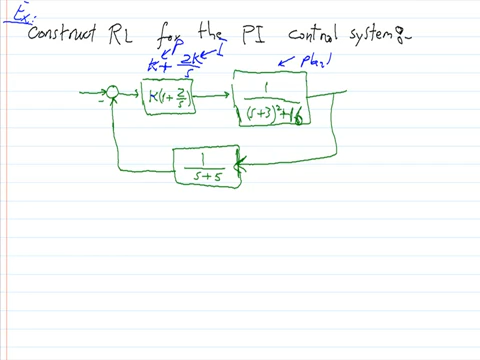 Ex:
Construct RL for the PI control system:
P I
K + 2K/s
plant
K(1 + 2/s)
1/((s+3)²+16)
-
1/(s+5)